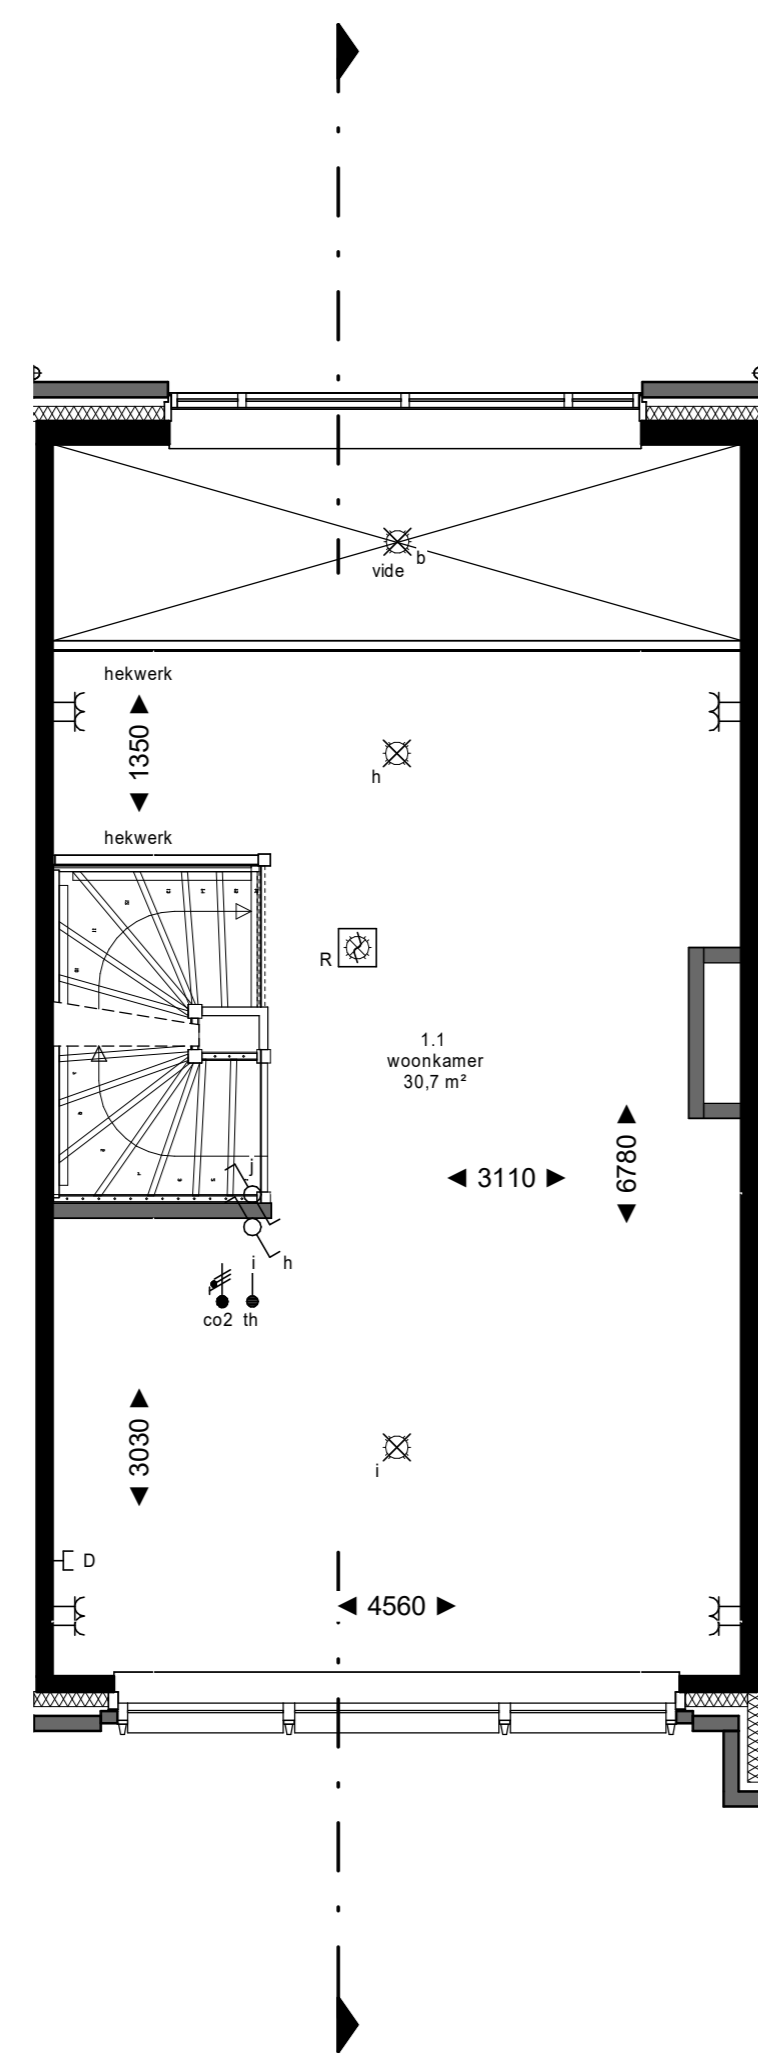 b
vide
hekwerk
1350
h
hekwerk
R
1.1
woonkamer
30,7 m²
6780
3110
j
i
h
co2
th
3030
i
D
4560